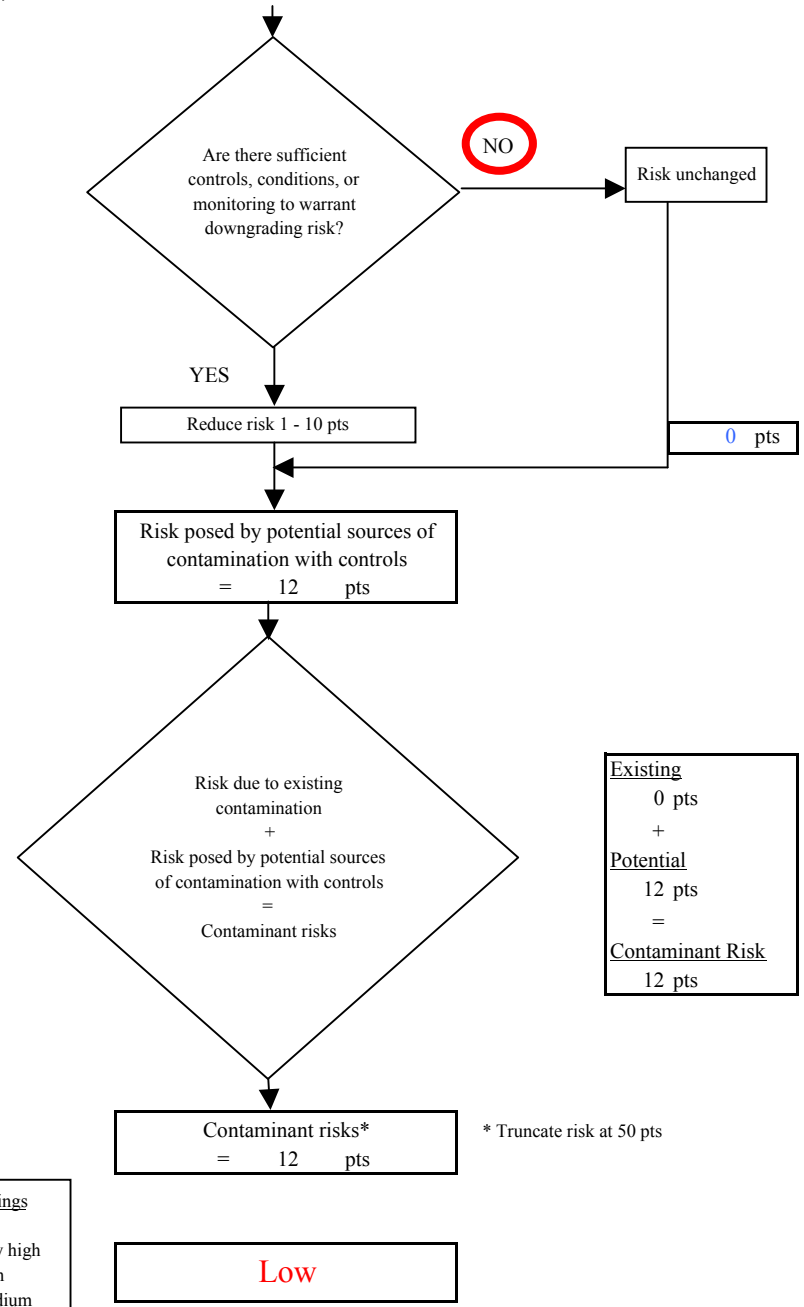 Are there sufficient
controls, conditions, or
monitoring to warrant
downgrading risk?
NO
Risk unchanged
YES
Reduce risk 1 - 10 pts
0 pts
Risk posed by potential sources of
contamination with controls
= 12 pts
Risk due to existing
contamination
+
Risk posed by potential sources
of contamination with controls
=
Contaminant risks
Existing
0 pts
+
Potential
12 pts
=
Contaminant Risk
12 pts
Contaminant risks*
= 12 pts
* Truncate risk at 50 pts
high
Low